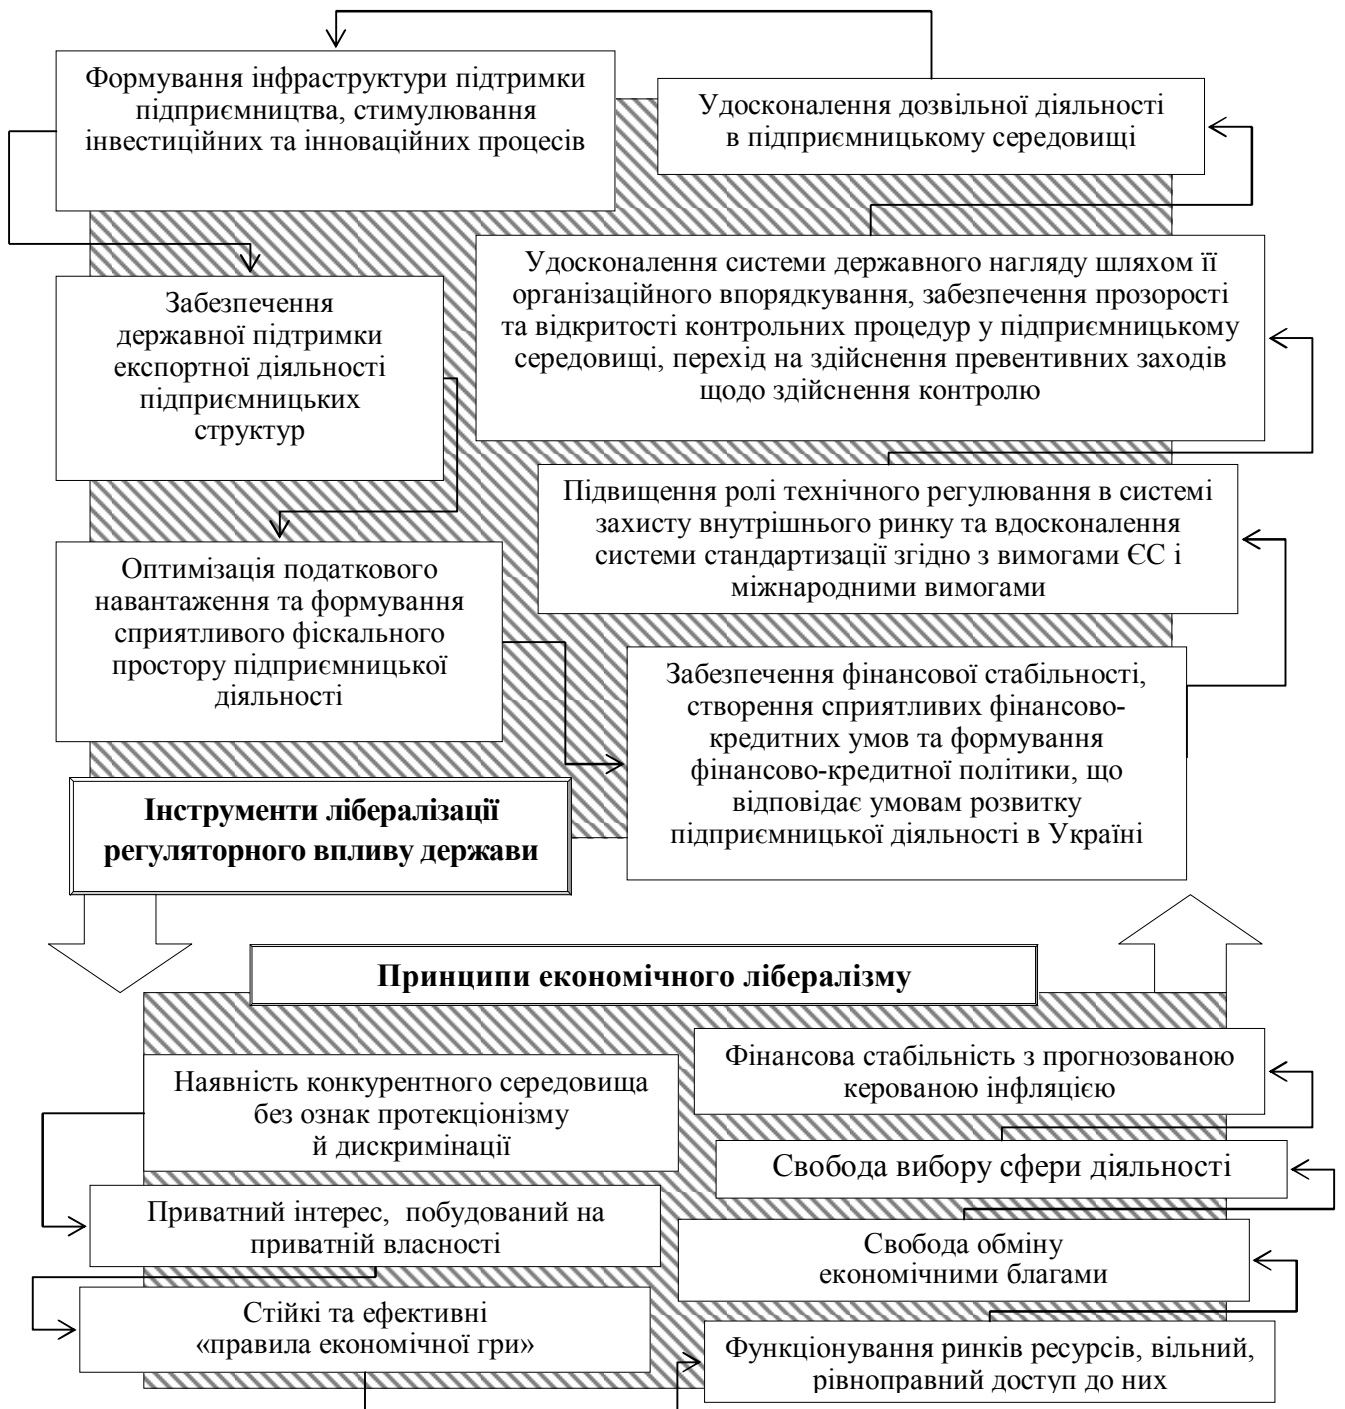 Формування інфраструктури підтримки
підприємництва, стимулювання
інвестиційних та інноваційних процесів
Удосконалення дозвільної діяльності
в підприємницькому середовищі
Забезпечення
державної підтримки
експортної діяльності
підприємницьких
структур
Удосконалення системи державного нагляду шляхом її
організаційного впорядкування, забезпечення прозорості
та відкритості контрольних процедур у підприємницькому
середовищі, перехід на здійснення превентивних заходів
щодо здійснення контролю
Підвищення ролі технічного регулювання в системі
захисту внутрішнього ринку та вдосконалення
системи стандартизації згідно з вимогами ЄС і
міжнародними вимогами
Оптимізація податкового
навантаження та формування
сприятливого фіскального
простору підприємницької
діяльності
Забезпечення фінансової стабільності,
створення сприятливих фінансово-
кредитних умов та формування
фінансово-кредитної політики, що
відповідає умовам розвитку
підприємницької діяльності в Україні
Інструменти лібералізації
регуляторного впливу держави
Принципи економічного лібералізму
Наявність конкурентного середовища
без ознак протекціонізму
й дискримінації
Приватний інтерес, побудований на
приватній власності
Стійкі та ефективні
«правила економічної гри»
Фінансова стабільність з прогнозованою
керованою інфляцією
Свобода вибору сфери діяльності
Свобода обміну
економічними благами
Функціонування ринків ресурсів, вільний,
рівноправний доступ до них